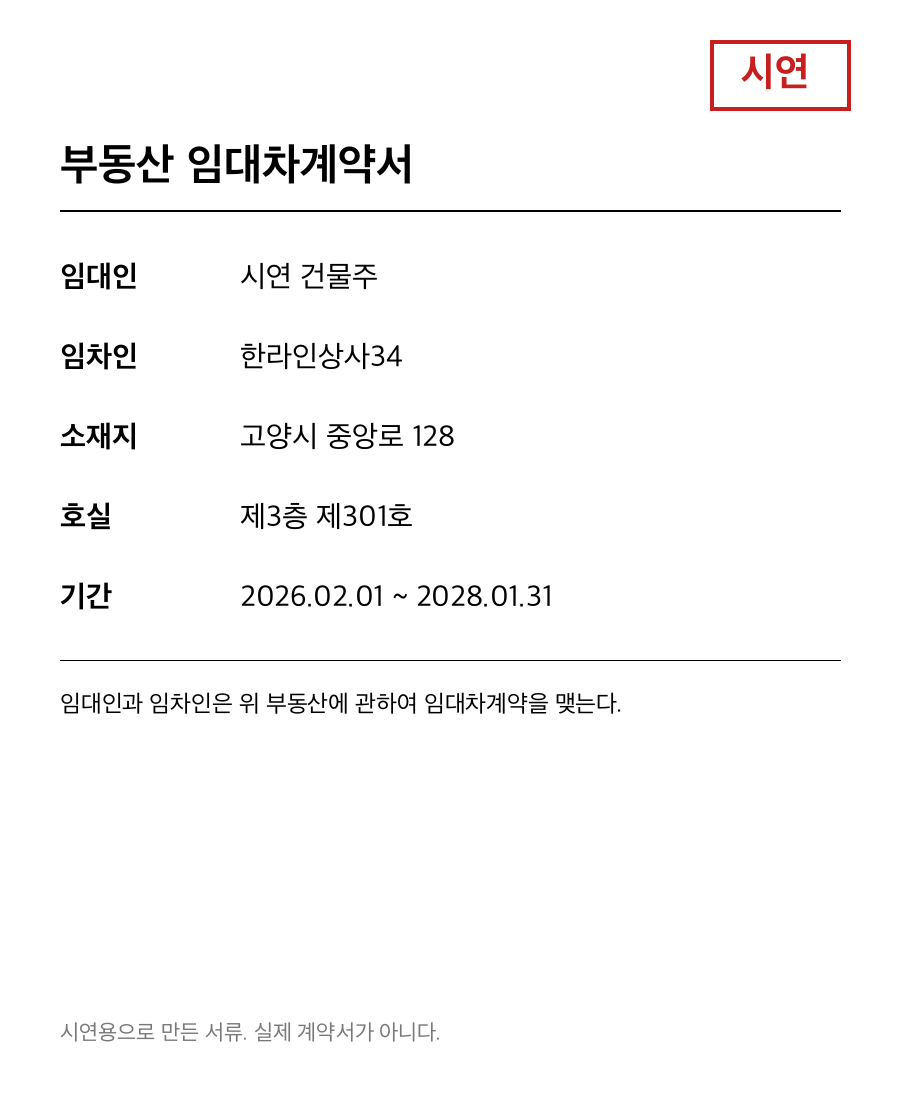 시연
부동산 임대차계약서
임대인 시연 건물주
임차인 한라인상사34
소재지 고양시 중앙로 128
호실 제3층 제301호
기간 2026.02.01 ~ 2028.01.31
임대인과 임차인은 위 부동산에 관하여 임대차계약을 맺는다.
시연용으로 만든 서류. 실제 계약서가 아니다.